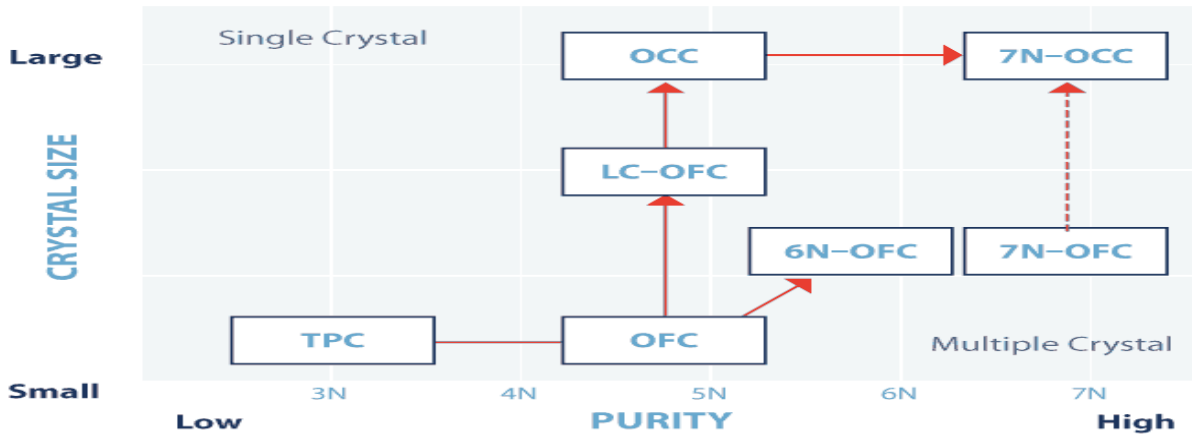 Single Crystal
Large
OCC
7N–OCC
CRYSTAL SIZE
LC–OFC
6N–OFC
7N–OFC
TPC
OFC
Multiple Crystal
Small
3N
4N
5N
6N
7N
Low
PURITY
High